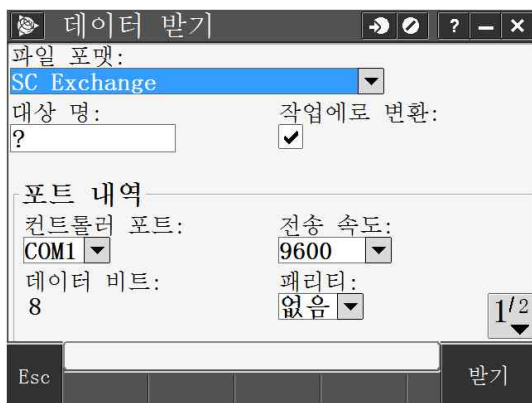 데이터 받기 ? – ×
파일 포맷:
SC Exchange
대상 명: 작업에로 변환:
?
포트 내역
컨트롤러 포트: 전송 속도:
COM1 9600
데이터 비트: 패리티:
8 없음
1/2
Esc 받기